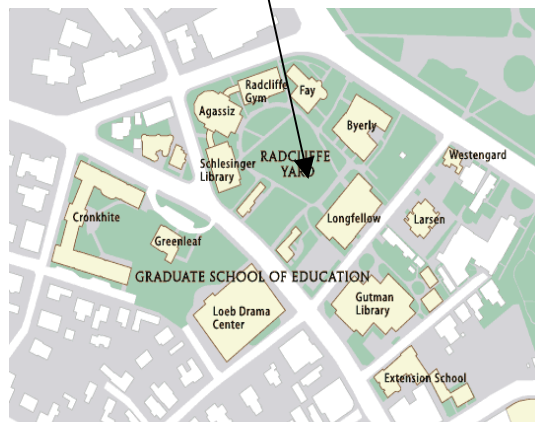 Radcliffe
Gym
Fay
Agassiz
Byerly
Schlesinger
Library
RADCLIFFE
YARD
Westengard
Cronkhite
Longfellow
Larsen
Greenleaf
GRADUATE SCHOOL OF EDUCATION
Loeb Drama
Center
Gutman
Library
Extension School